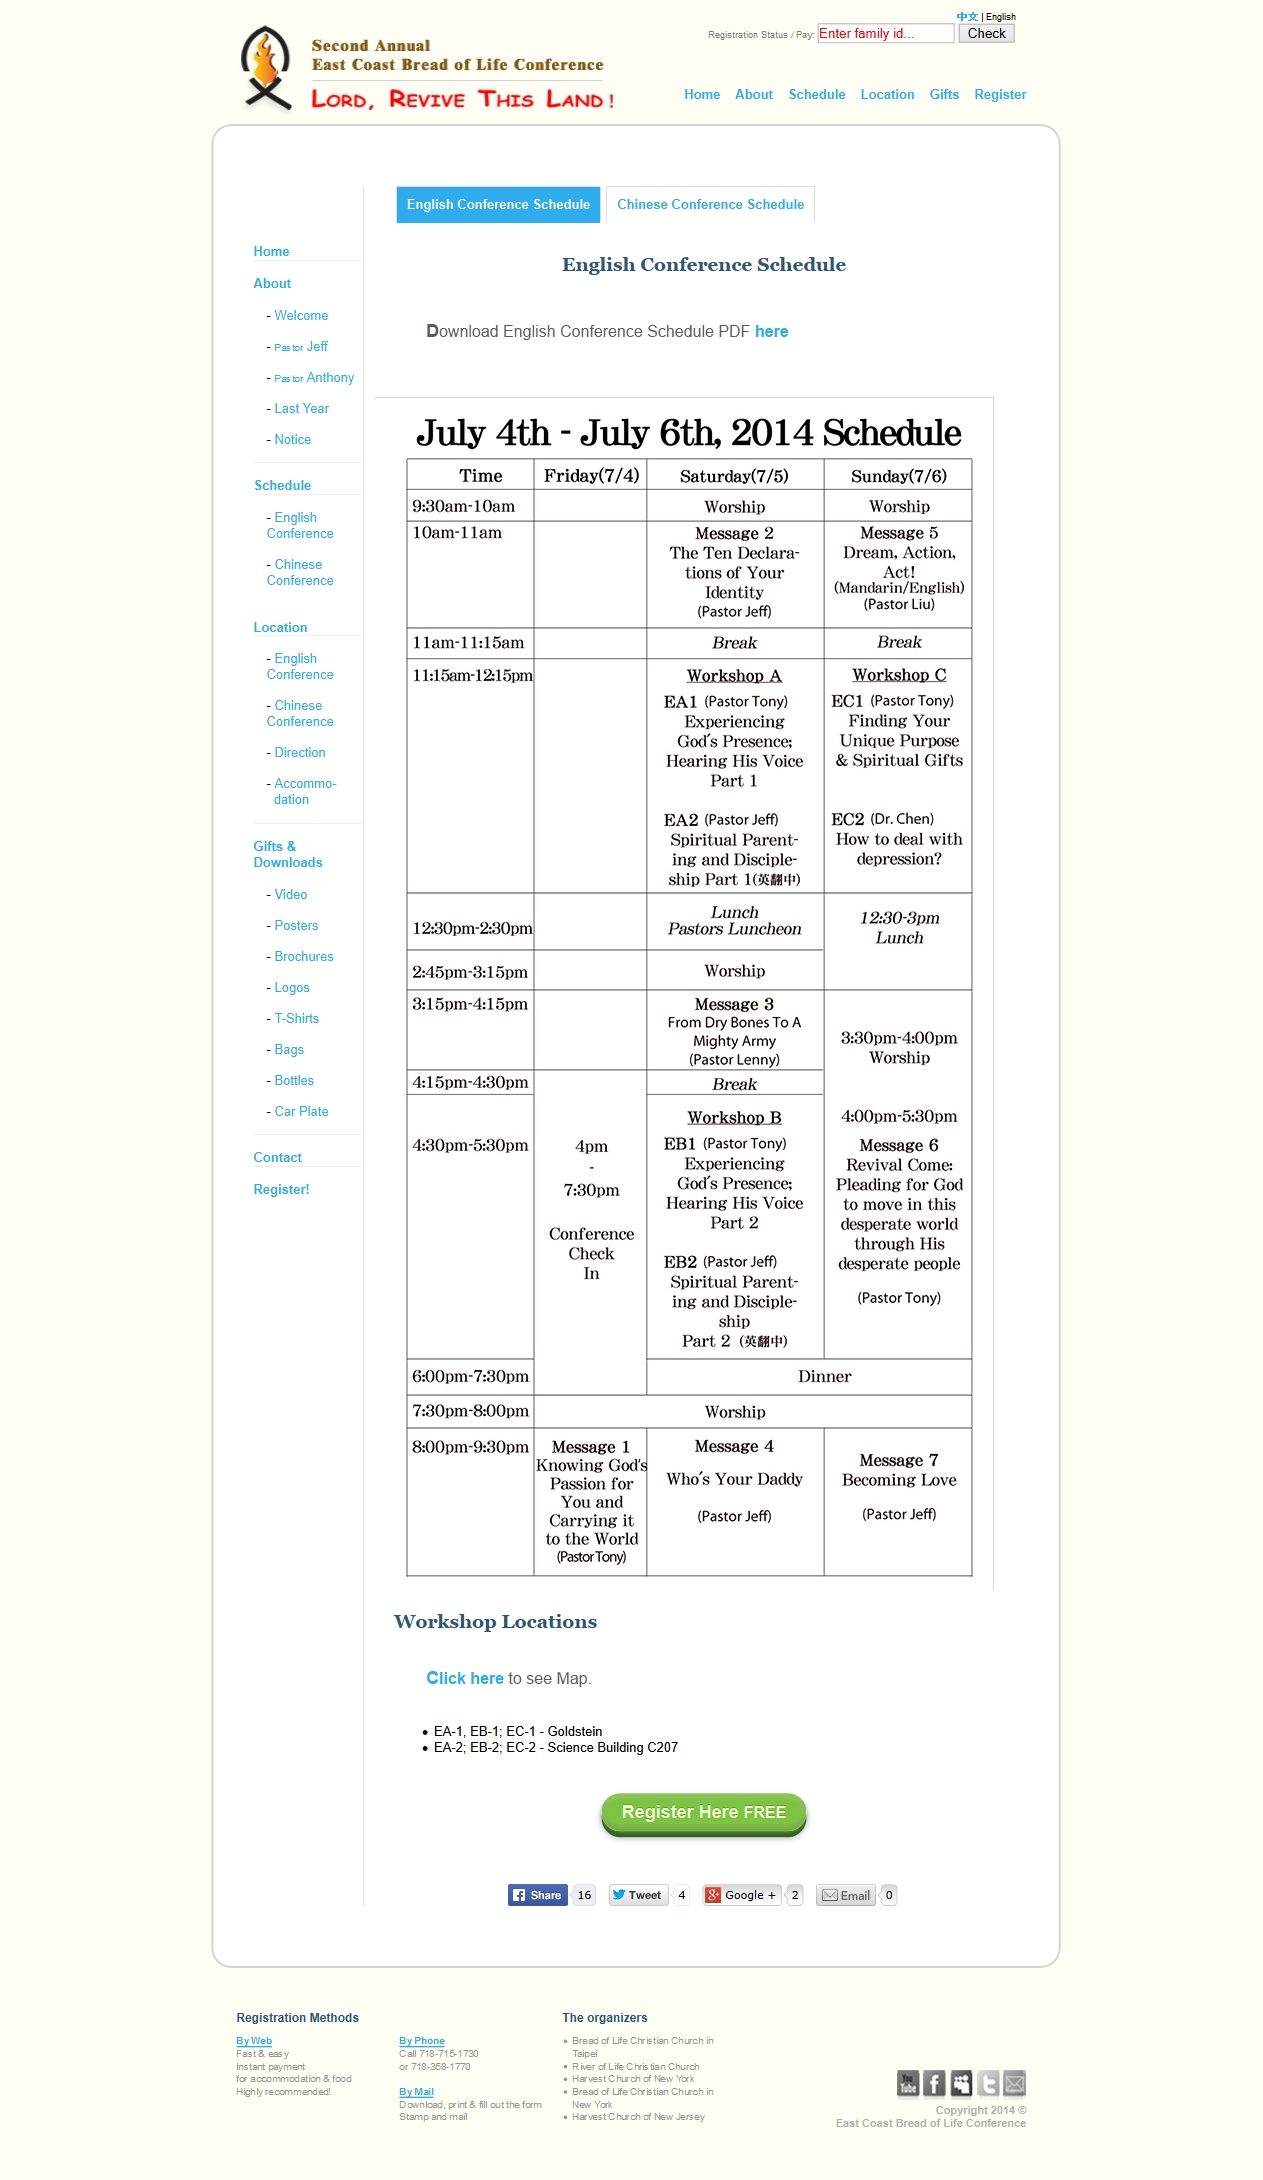 中文 | English
Registration Status / Pay: Enter family id... Check
Second Annual
East Coast Bread of Life Conference
Lord, Revive This Land!
Home About Schedule Location Gifts Register
English Conference Schedule
Chinese Conference Schedule
Home
About
- Welcome
- Pastor Jeff
- Pastor Anthony
- Last Year
- Notice
Schedule
- English
Conference
- Chinese
Conference
Location
- English
Conference
- Chinese
Conference
- Direction
- Accommo-
dation
Gifts &
Downloads
- Video
- Posters
- Brochures
- Logos
- T-Shirts
- Bags
- Bottles
- Car Plate
Contact
Register!
English Conference Schedule
Download English Conference Schedule PDF here
July 4th - July 6th, 2014 Schedule
Time Friday(7/4) Saturday(7/5) Sunday(7/6)
9:30am-10am Worship Worship
10am-11am
Message 2
The Ten Declara-
tions of Your
Identity
(Pastor Jeff)
Message 5
Dream, Action,
Act!
(Mandarin/English)
(Pastor Liu)
11am-11:15am Break Break
11:15am-12:15pm
Workshop A
EA1 (Pastor Tony)
Experiencing
God's Presence;
Hearing His Voice
Part 1
EA2 (Pastor Jeff)
Spiritual Parent-
ing and Disciple-
ship Part 1(英翻中)
Workshop C
EC1 (Pastor Tony)
Finding Your
Unique Purpose
& Spiritual Gifts
EC2 (Dr. Chen)
How to deal with
depression?
12:30pm-2:30pm
Lunch
Pastors Luncheon
12:30-3pm
Lunch
2:45pm-3:15pm Worship
3:15pm-4:15pm
Message 3
From Dry Bones To A
Mighty Army
(Pastor Lenny)
3:30pm-4:00pm
Worship
4:15pm-4:30pm Break
4:30pm-5:30pm
4pm
-
7:30pm
Conference
Check
In
Workshop B
EB1 (Pastor Tony)
Experiencing
God's Presence;
Hearing His Voice
Part 2
EB2 (Pastor Jeff)
Spiritual Parent-
ing and Disciple-
ship
Part 2 (英翻中)
4:00pm-5:30pm
Message 6
Revival Come:
Pleading for God
to move in this
desperate world
through His
desperate people
(Pastor Tony)
6:00pm-7:30pm Dinner
7:30pm-8:00pm Worship
8:00pm-9:30pm
Message 1
Knowing God's
Passion for
You and
Carrying it
to the World
(Pastor Tony)
Message 4
Who's Your Daddy
(Pastor Jeff)
Message 7
Becoming Love
(Pastor Jeff)
Workshop Locations
Click here to see Map.
• EA-1, EB-1; EC-1 - Goldstein
• EA-2; EB-2; EC-2 - Science Building C207
Register Here FREE
Share 16 Tweet 4 Google + 2 Email 0
Registration Methods
By Web
Fast & easy
Instant payment
for accommodation & food
Highly recommended!
By Phone
Call 718-715-1730
or 718-358-1770
By Mail
Download, print & fill out the form
Stamp and mail
The organizers
• Bread of Life Christian Church in
Taipei
• River of Life Christian Church
• Harvest Church of New York
• Bread of Life Christian Church in
New York
• Harvest Church of New Jersey
You Tube
Copyright 2014 ©
East Coast Bread of Life Conference